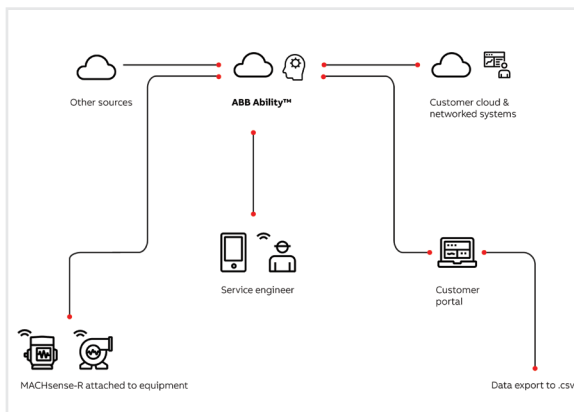 Other sources
ABB Ability™
Customer cloud &
networked systems
Service engineer
Customer
portal
MACHsense-R attached to equipment
Data export to .csv